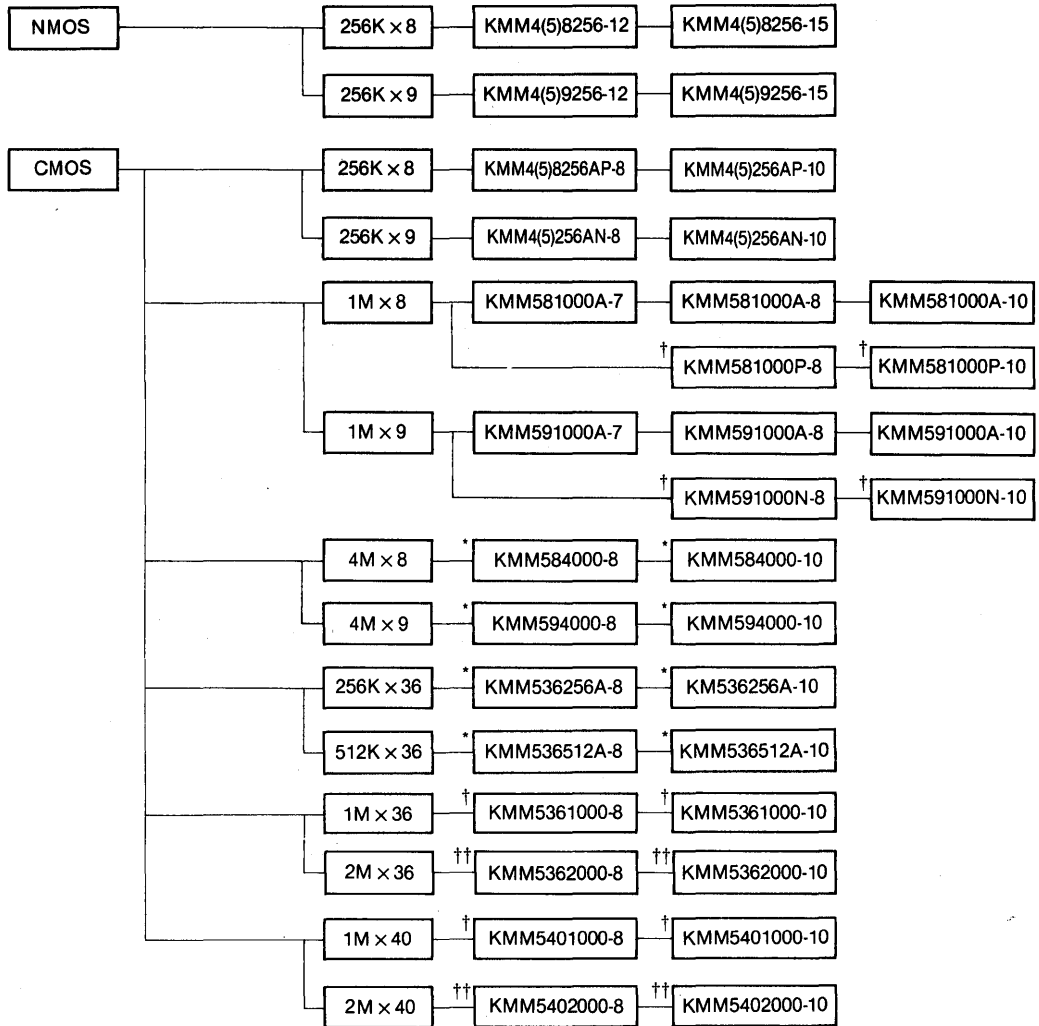 NMOS 256K × 8 KMM4(5)8256-12 KMM4(5)8256-15
256K × 9 KMM4(5)9256-12 KMM4(5)9256-15
CMOS 256K × 8 KMM4(5)8256AP-8 KMM4(5)256AP-10
256K × 9 KMM4(5)256AN-8 KMM4(5)256AN-10
1M × 8 KMM581000A-7 KMM581000A-8 KMM581000A-10
† KMM581000P-8 † KMM581000P-10
1M × 9 KMM591000A-7 KMM591000A-8 KMM591000A-10
† KMM591000N-8 † KMM591000N-10
4M × 8 * KMM584000-8 * KMM584000-10
4M × 9 * KMM594000-8 * KMM594000-10
256K × 36 * KMM536256A-8 * KM536256A-10
512K × 36 * KMM536512A-8 * KMM536512A-10
1M × 36 † KMM5361000-8 † KMM5361000-10
2M × 36 †† KMM5362000-8 †† KMM5362000-10
1M × 40 † KMM5401000-8 † KMM5401000-10
2M × 40 †† KMM5402000-8 †† KMM5402000-10